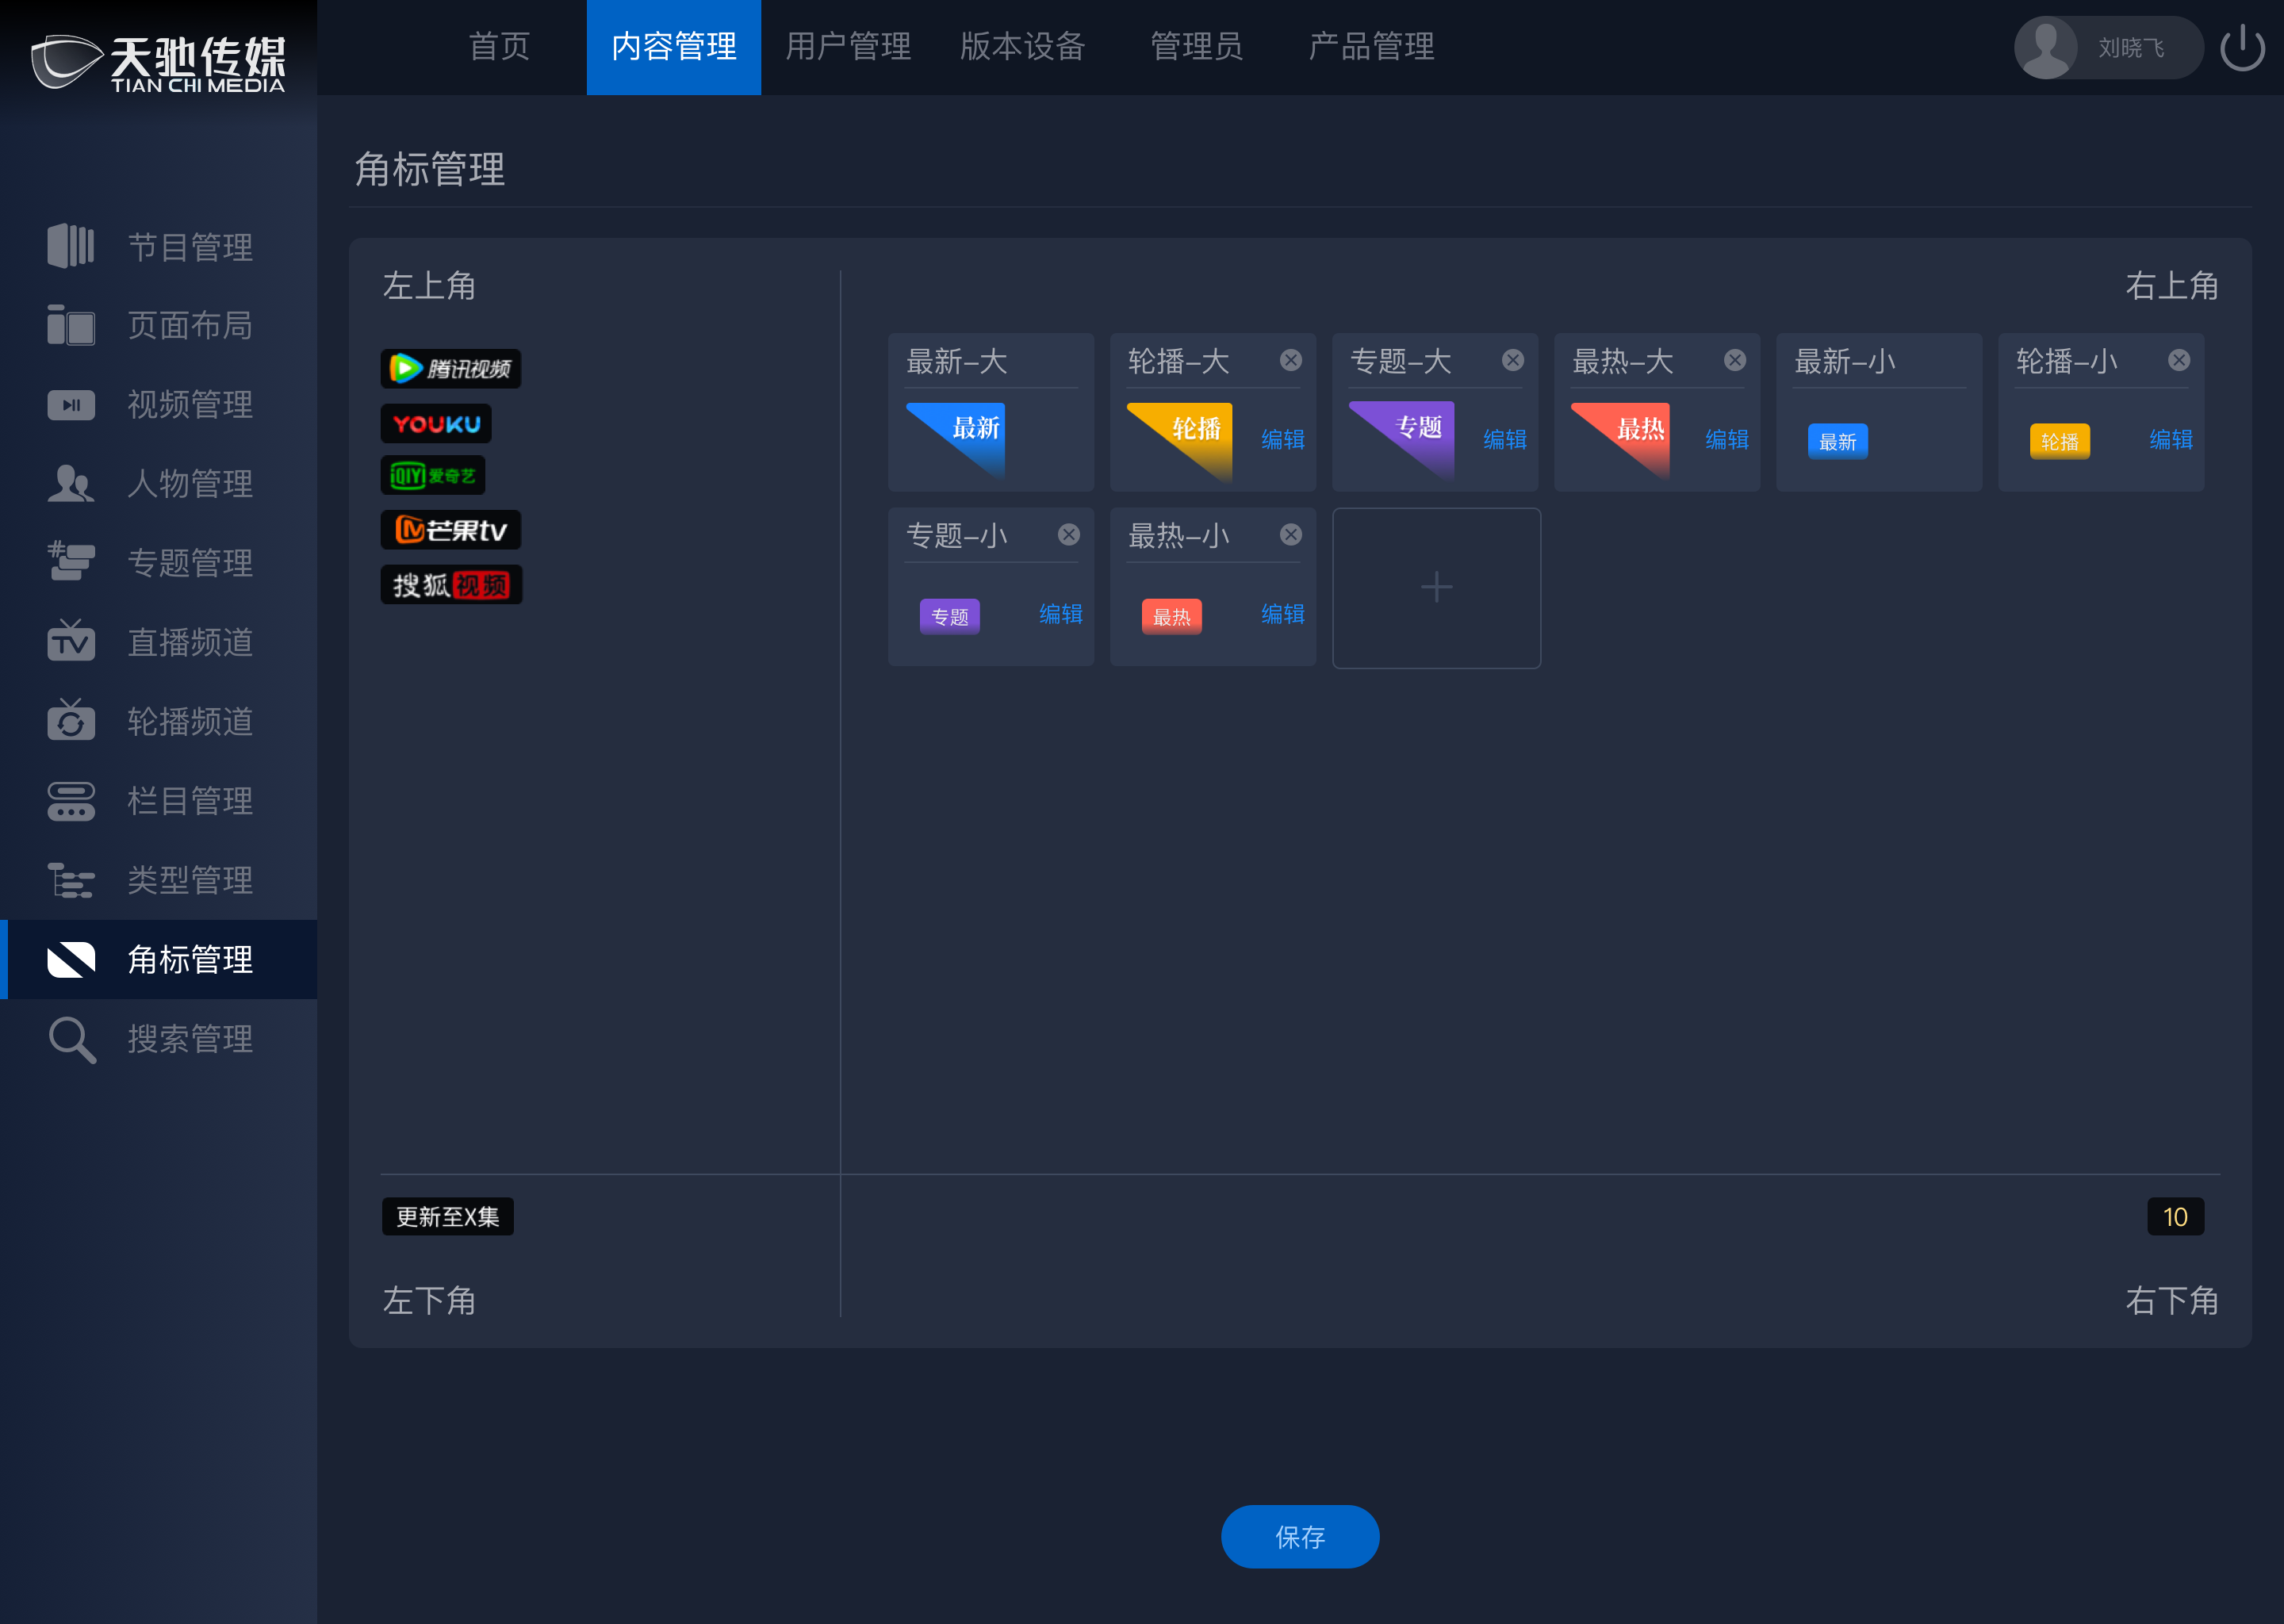 天驰传媒
TIAN CHI MEDIA
首页
内容管理
用户管理
版本设备
管理员
产品管理
刘晓飞
节目管理
页面布局
视频管理
人物管理
# 专题管理
TV 直播频道
轮播频道
栏目管理
类型管理
角标管理
搜索管理
角标管理
左上角
右上角
腾讯视频
YOUKU
iQIYI 爱奇艺
芒果tv
搜狐视频
最新–大
最新
轮播–大
轮播
编辑
专题–大
专题
编辑
最热–大
最热
编辑
最新–小
最新
轮播–小
轮播
编辑
专题–小
专题
编辑
最热–小
最热
编辑
更新至X集
10
左下角
右下角
保存